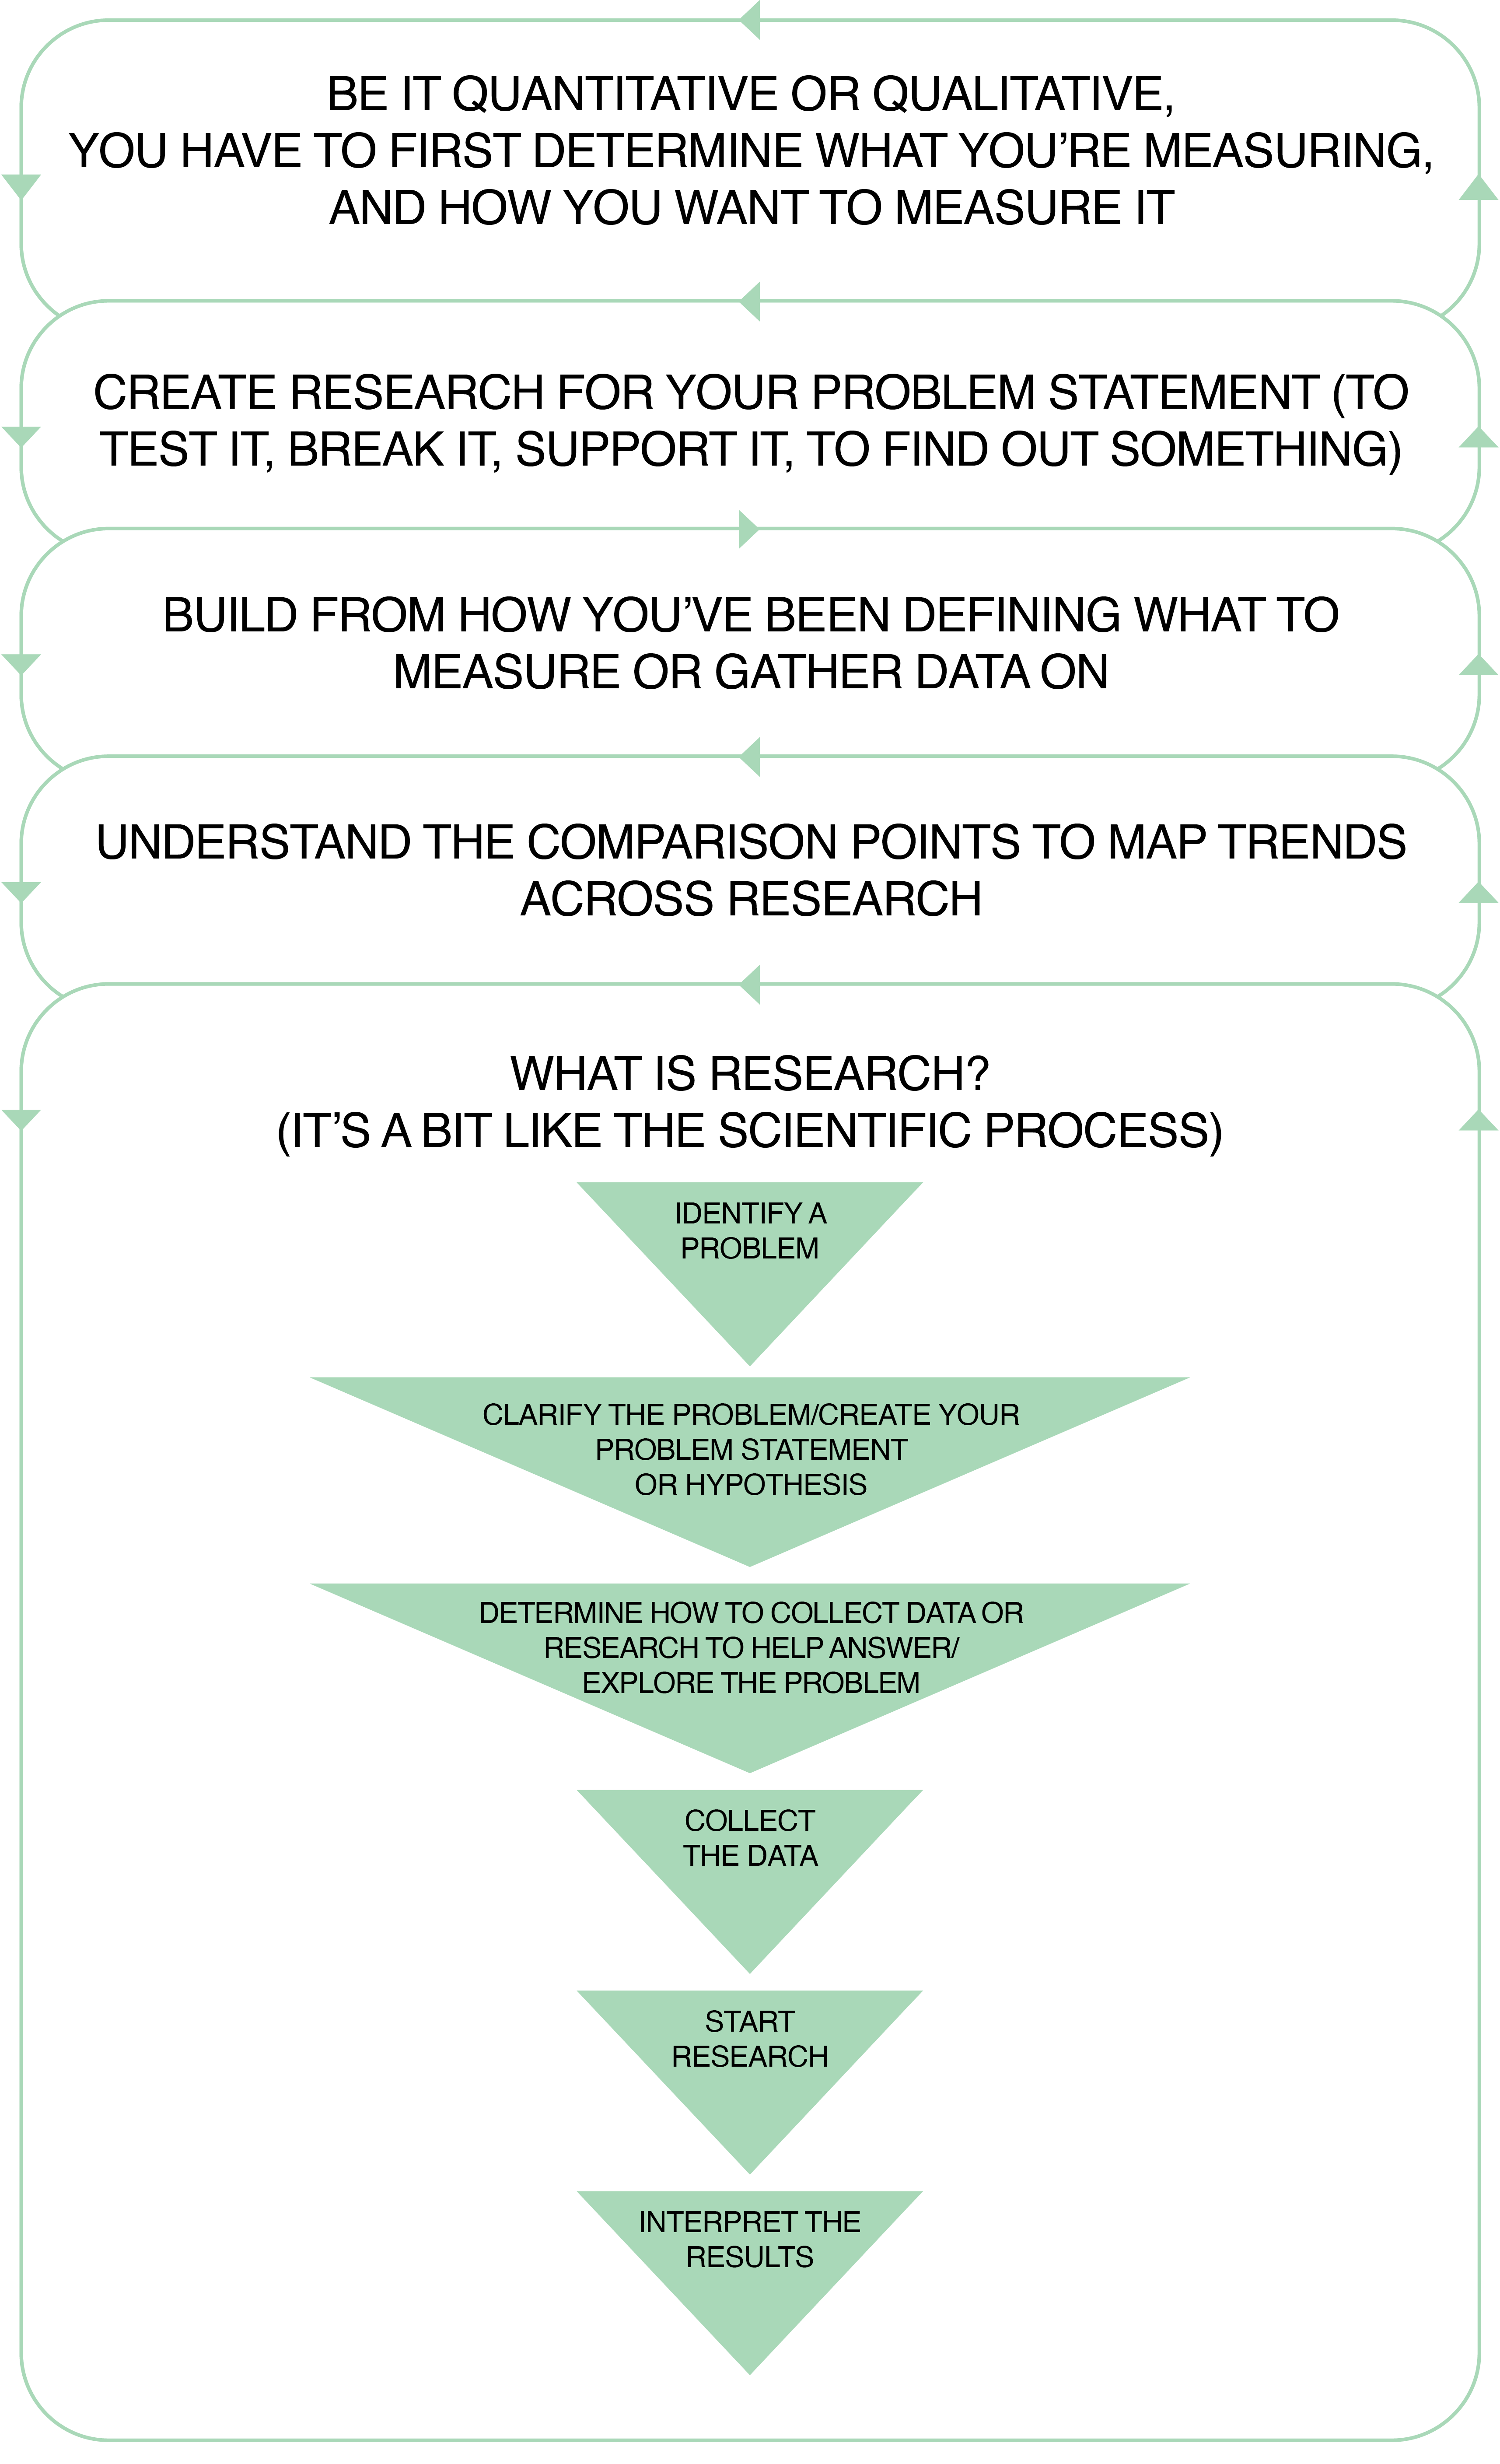 BE IT QUANTITATIVE OR QUALITATIVE,
YOU HAVE TO FIRST DETERMINE WHAT YOU’RE MEASURING,
AND HOW YOU WANT TO MEASURE IT
CREATE RESEARCH FOR YOUR PROBLEM STATEMENT (TO
TEST IT, BREAK IT, SUPPORT IT, TO FIND OUT SOMETHING)
BUILD FROM HOW YOU’VE BEEN DEFINING WHAT TO
MEASURE OR GATHER DATA ON
UNDERSTAND THE COMPARISON POINTS TO MAP TRENDS
ACROSS RESEARCH
WHAT IS RESEARCH?
(IT’S A BIT LIKE THE SCIENTIFIC PROCESS)
IDENTIFY A
PROBLEM
CLARIFY THE PROBLEM/CREATE YOUR
PROBLEM STATEMENT
OR HYPOTHESIS
DETERMINE HOW TO COLLECT DATA OR
RESEARCH TO HELP ANSWER/
EXPLORE THE PROBLEM
COLLECT
THE DATA
START
RESEARCH
INTERPRET THE
RESULTS